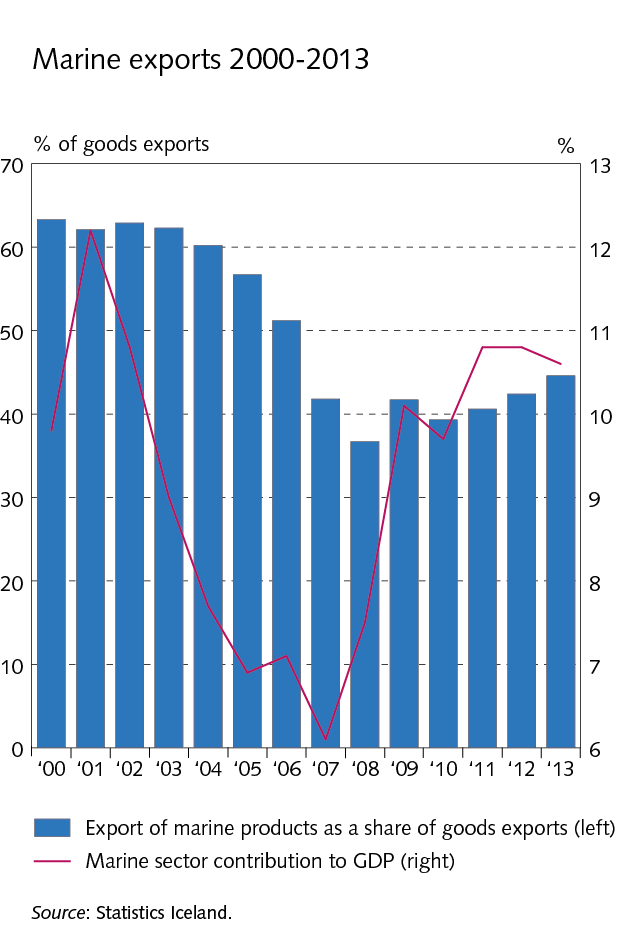 Marine exports 2000-2013
% of goods exports %
70 13
60 12
50 11
40 10
30 9
20 8
10 7
0 6
‘00 ‘01 ‘02 ‘03 ‘04 ‘05 ‘06 ‘07 ‘08 ‘09 ‘10 ‘11 ‘12 ‘13
Export of marine products as a share of goods exports (left)
Marine sector contribution to GDP (right)
Source: Statistics Iceland.